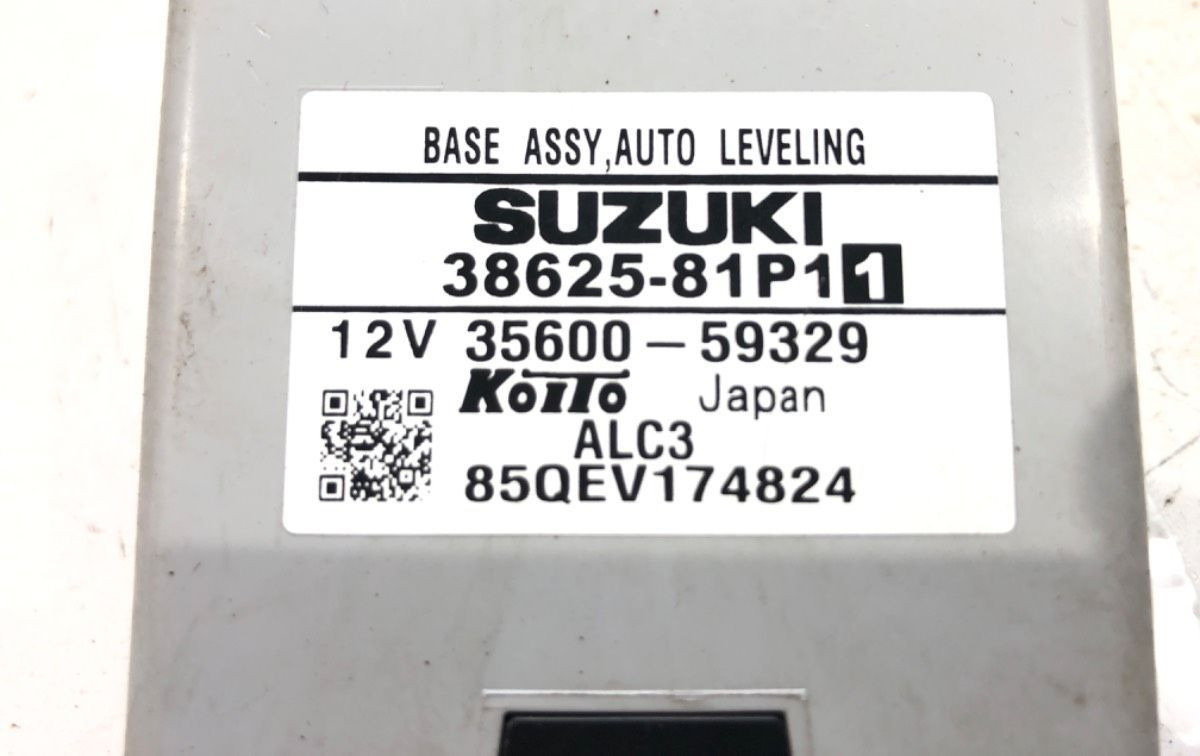 BASE ASSY,AUTO LEVELING
SUZUKI
38625-81P11
12V 35600-59329
KOITO Japan
ALC3
85QEV174824